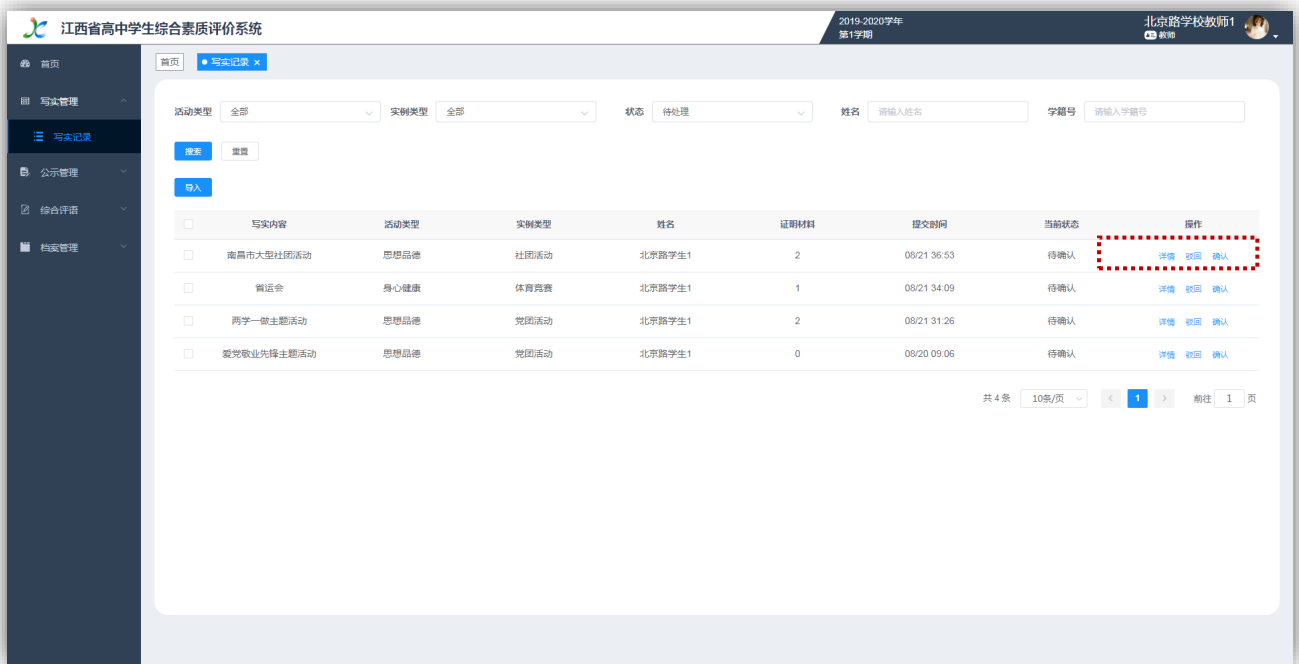 江西省高中学生综合素质评价系统
2019-2020学年
第1学期
北京路学校教师1
教师
首页
写实管理
写实记录
公示管理
综合评语
档案管理
首页 写实记录 ×
活动类型 全部 实例类型 全部 状态 待处理 姓名 请输入姓名 学籍号 请输入学籍号
搜索 重置
导入
写实内容 活动类型 实例类型 姓名 证明材料 提交时间 当前状态 操作
南昌市大型社团活动 思想品德 社团活动 北京路学生1 2 08/21 36:53 待确认 详情 驳回 确认
省运会 身心健康 体育竞赛 北京路学生1 1 08/21 34:09 待确认 详情 驳回 确认
两学一做主题活动 思想品德 党团活动 北京路学生1 2 08/21 31:26 待确认 详情 驳回 确认
爱党敬业先锋主题活动 思想品德 党团活动 北京路学生1 0 08/20 09:06 待确认 详情 驳回 确认
共 4 条 10条/页 < 1 > 前往 1 页